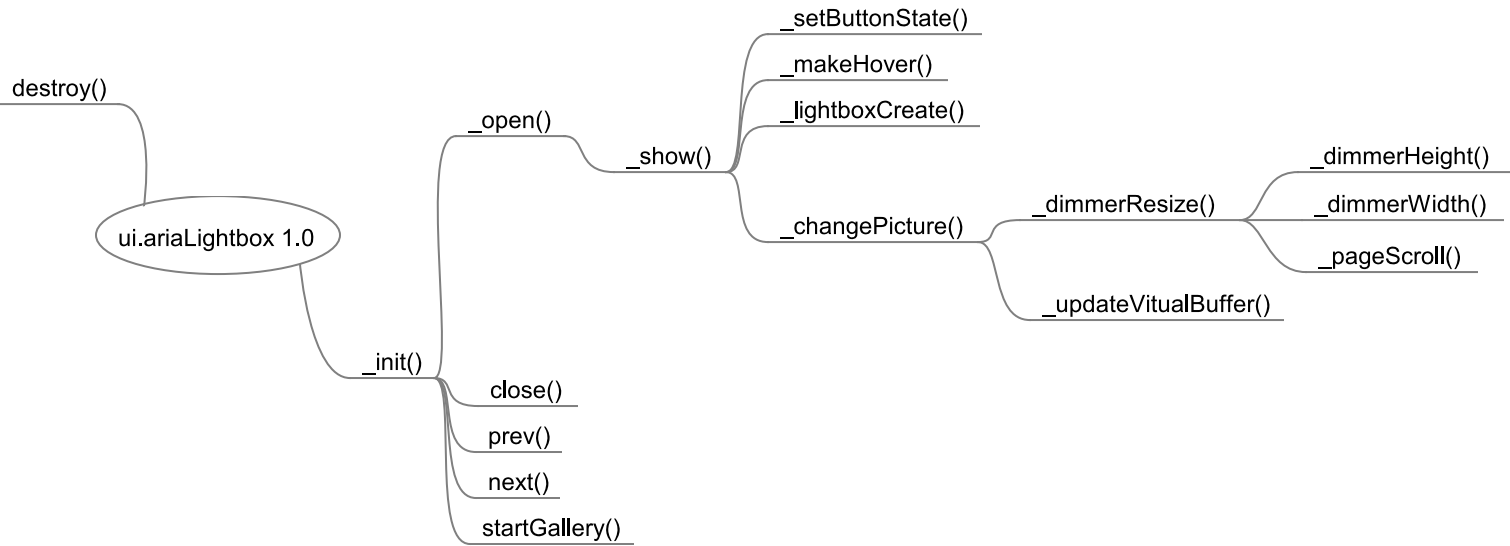 _setButtonState()
_makeHover()
destroy()
_lightboxCreate()
_open()
_show()
_dimmerHeight()
_dimmerResize()
_dimmerWidth()
_changePicture()
ui.ariaLightbox 1.0
_pageScroll()
_updateVitualBuffer()
_init()
close()
prev()
next()
startGallery()